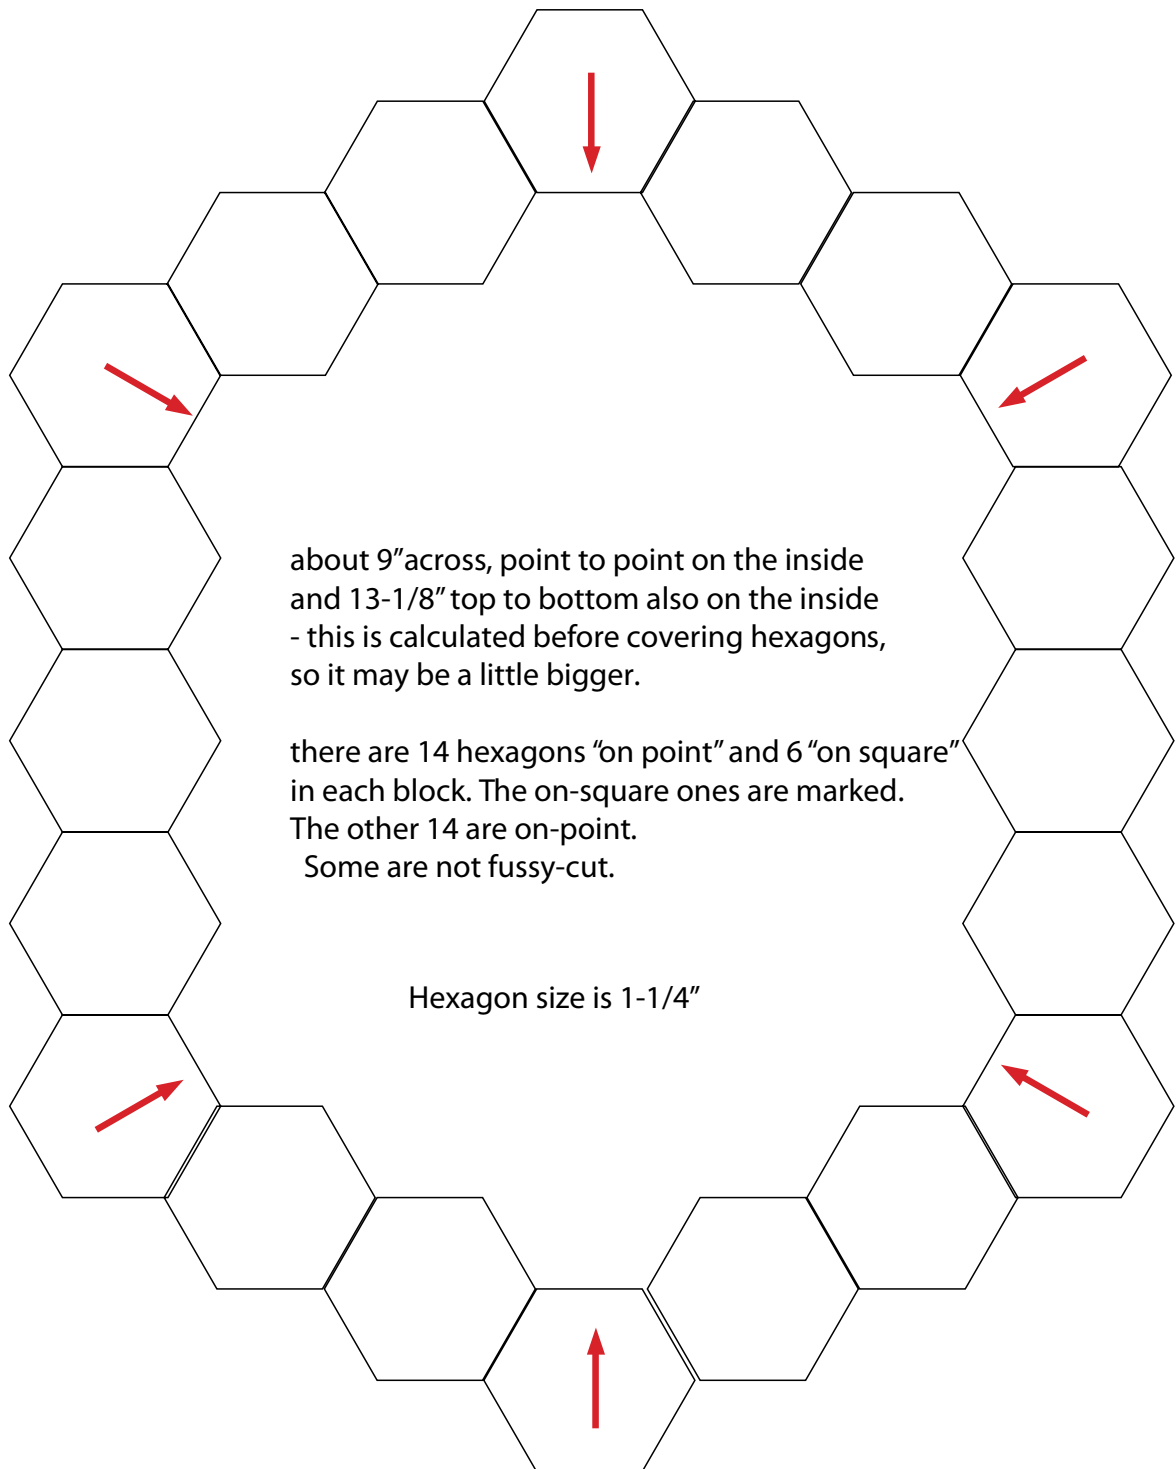 about 9”across, point to point on the inside
and 13-1/8” top to bottom also on the inside
- this is calculated before covering hexagons,
so it may be a little bigger.
there are 14 hexagons “on point” and 6 “on square”
in each block. The on-square ones are marked.
The other 14 are on-point.
Some are not fussy-cut.
Hexagon size is 1-1/4”